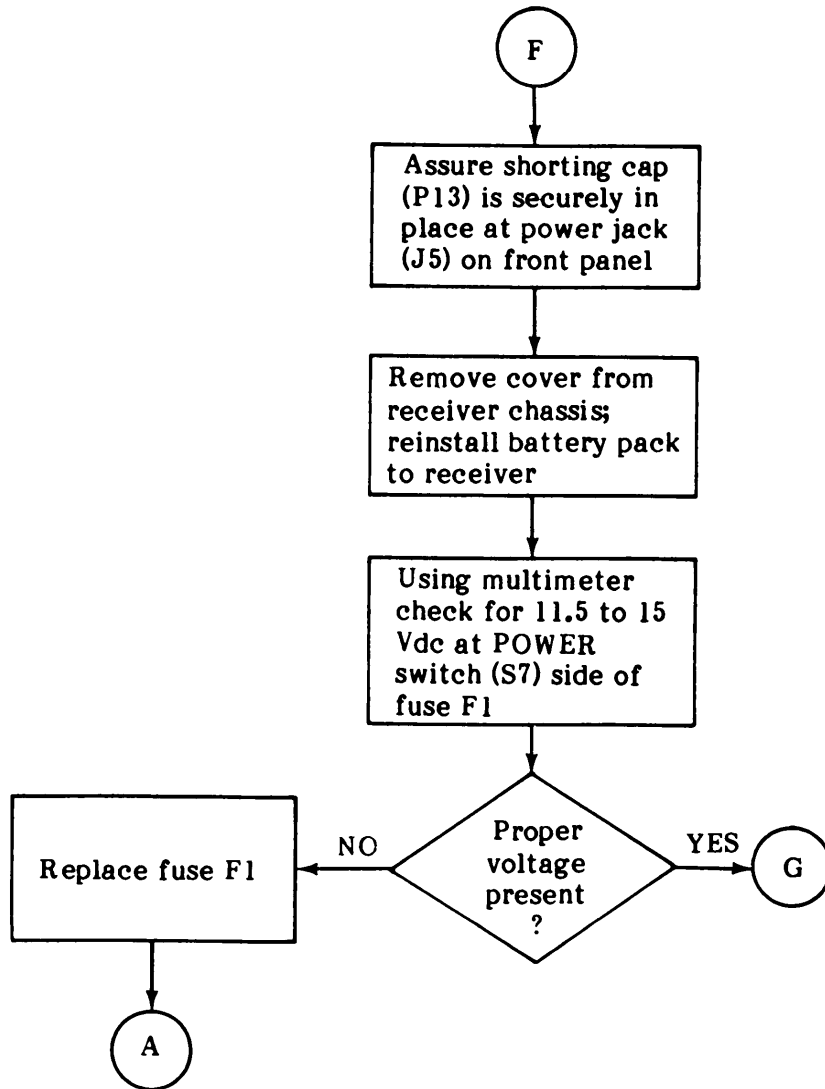 F
Assure shorting cap
(P13) is securely in
place at power jack
(J5) on front panel
Remove cover from
receiver chassis;
reinstall battery pack
to receiver
Using multimeter
check for 11.5 to 15
Vdc at POWER
switch (S7) side of
fuse F1
Proper
voltage
present
?
NO
YES
Replace fuse F1
G
A